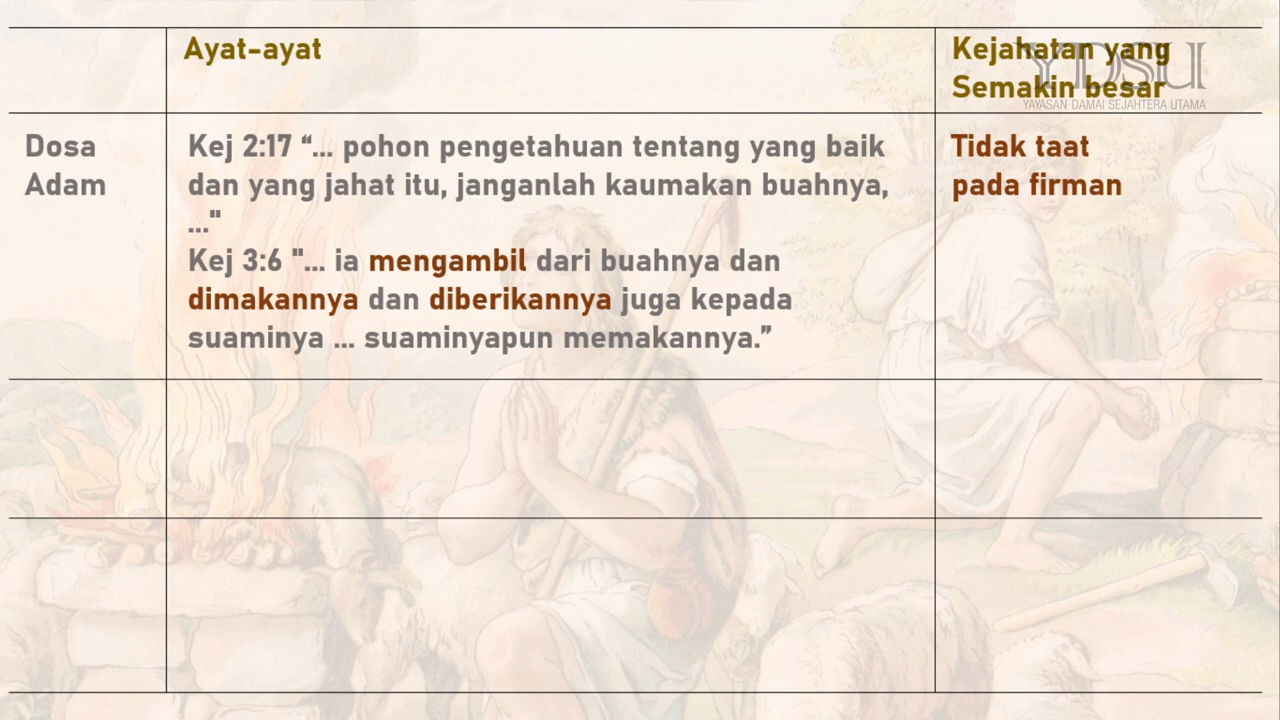 Ayat-ayat
Kejahatan yang
Semakin besar
YDSU
YAYASAN DAMAI SEJAHTERA UTAMA
Dosa
Adam
Kej 2:17 “... pohon pengetahuan tentang yang baik
dan yang jahat itu, janganlah kaumakan buahnya,
..."
Kej 3:6 "... ia mengambil dari buahnya dan
dimakannya dan diberikannya juga kepada
suaminya ... suaminyapun memakannya.”
Tidak taat
pada firman